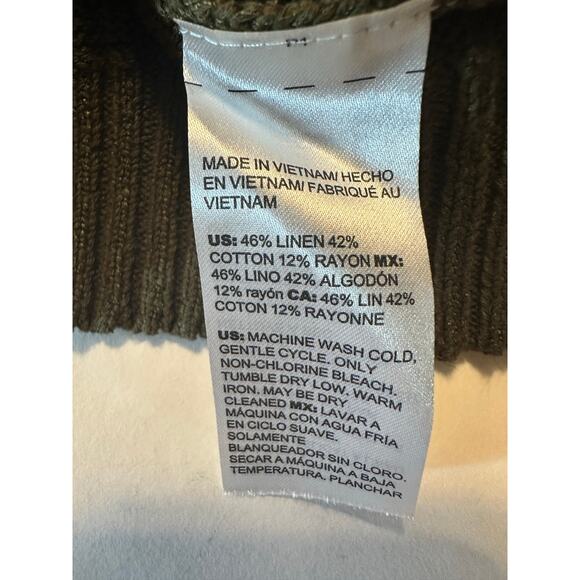 MADE IN VIETNAM/ HECHO
EN VIETNAM/ FABRIQUÉ AU
VIETNAM
US: 46% LINEN 42%
COTTON 12% RAYON MX:
46% LINO 42% ALGODÓN
12% rayón CA: 46% LIN 42%
COTON 12% RAYONNE
US: MACHINE WASH COLD,
GENTLE CYCLE. ONLY
NON-CHLORINE BLEACH.
TUMBLE DRY LOW. WARM
IRON. MAY BE DRY
CLEANED MX: LAVAR A
MÁQUINA CON AGUA FRÍA
EN CICLO SUAVE.
SOLAMENTE
BLANQUEADOR SIN CLORO.
SECAR A MÁQUINA A BAJA
TEMPERATURA. PLANCHAR